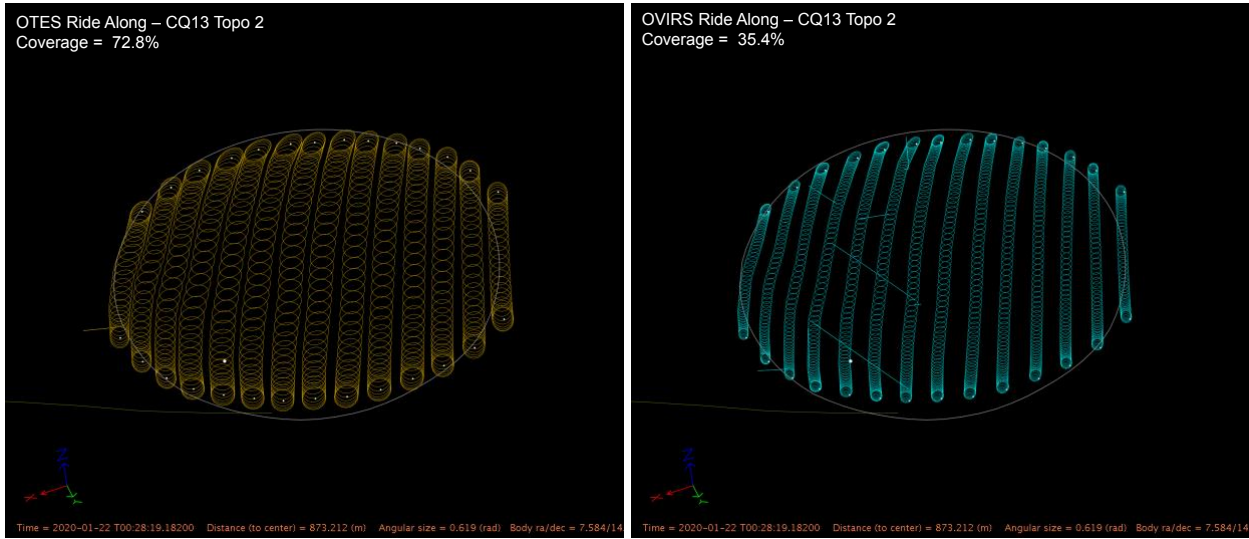 OTES Ride Along – CQ13 Topo 2
Coverage =  72.8%
Z
X
Y
Time = 2020-01-22 T00:28:19.18200    Distance (to center) = 873.212 (m)    Angular size = 0.619 (rad)    Body ra/dec = 7.584/14.
OVIRS Ride Along – CQ13 Topo 2
Coverage =  35.4%
Z
X
Y
Time = 2020-01-22 T00:28:19.18200    Distance (to center) = 873.212 (m)    Angular size = 0.619 (rad)    Body ra/dec = 7.584/14.